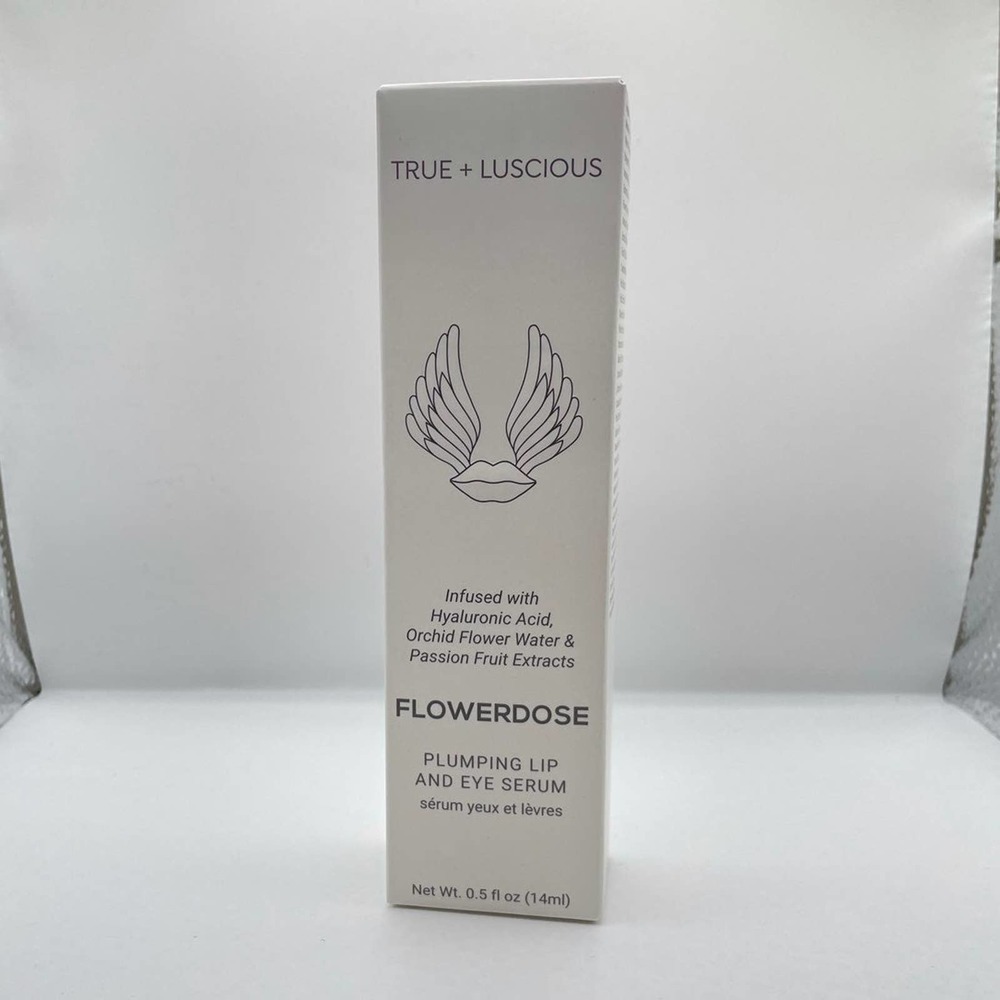 TRUE + LUSCIOUS
Infused with
Hyaluronic Acid,
Orchid Flower Water &
Passion Fruit Extracts
FLOWERDOSE
PLUMPING LIP
AND EYE SERUM
sérum yeux et lèvres
Net Wt. 0.5 fl oz (14ml)